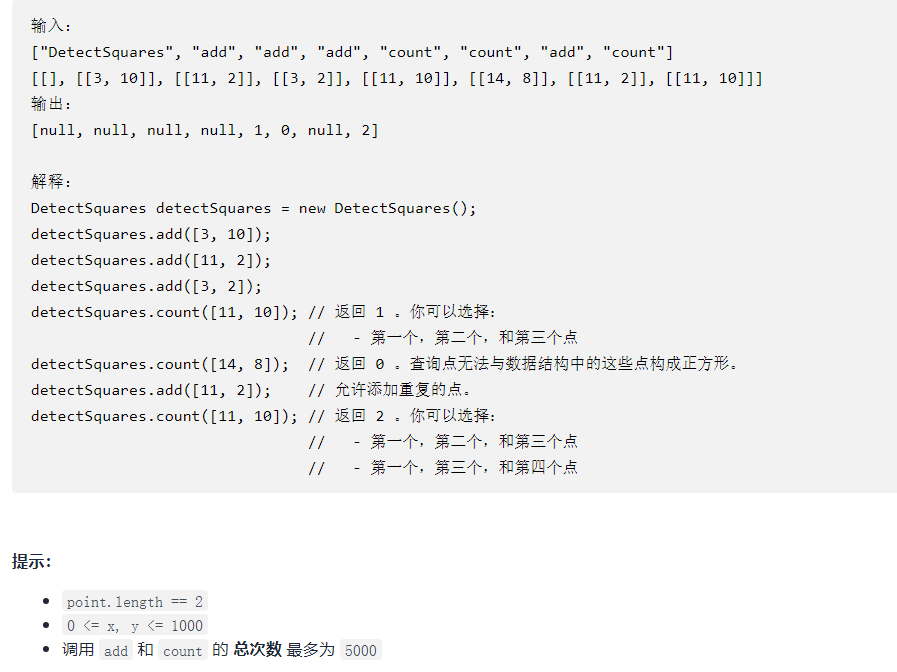 输入：
["DetectSquares", "add", "add", "add", "count", "count", "add", "count"]
[[], [[3, 10]], [[11, 2]], [[3, 2]], [[11, 10]], [[14, 8]], [[11, 2]], [[11, 10]]]
输出：
[null, null, null, null, 1, 0, null, 2]
解释：
DetectSquares detectSquares = new DetectSquares();
detectSquares.add([3, 10]);
detectSquares.add([11, 2]);
detectSquares.add([3, 2]);
detectSquares.count([11, 10]); // 返回 1 。你可以选择：
// - 第一个，第二个，和第三个点
detectSquares.count([14, 8]); // 返回 0 。查询点无法与数据结构中的这些点构成正方形。
detectSquares.add([11, 2]); // 允许添加重复的点。
detectSquares.count([11, 10]); // 返回 2 。你可以选择：
// - 第一个，第二个，和第三个点
// - 第一个，第三个，和第四个点
提示：
• point.length == 2
• 0 <= x, y <= 1000
• 调用 add 和 count 的 总次数 最多为 5000